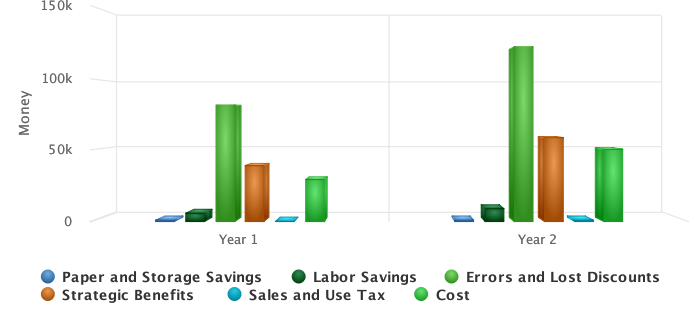 150k
100k
50k
0
Money
Year 1 Year 2
Paper and Storage Savings Labor Savings Errors and Lost Discounts
Strategic Benefits Sales and Use Tax Cost